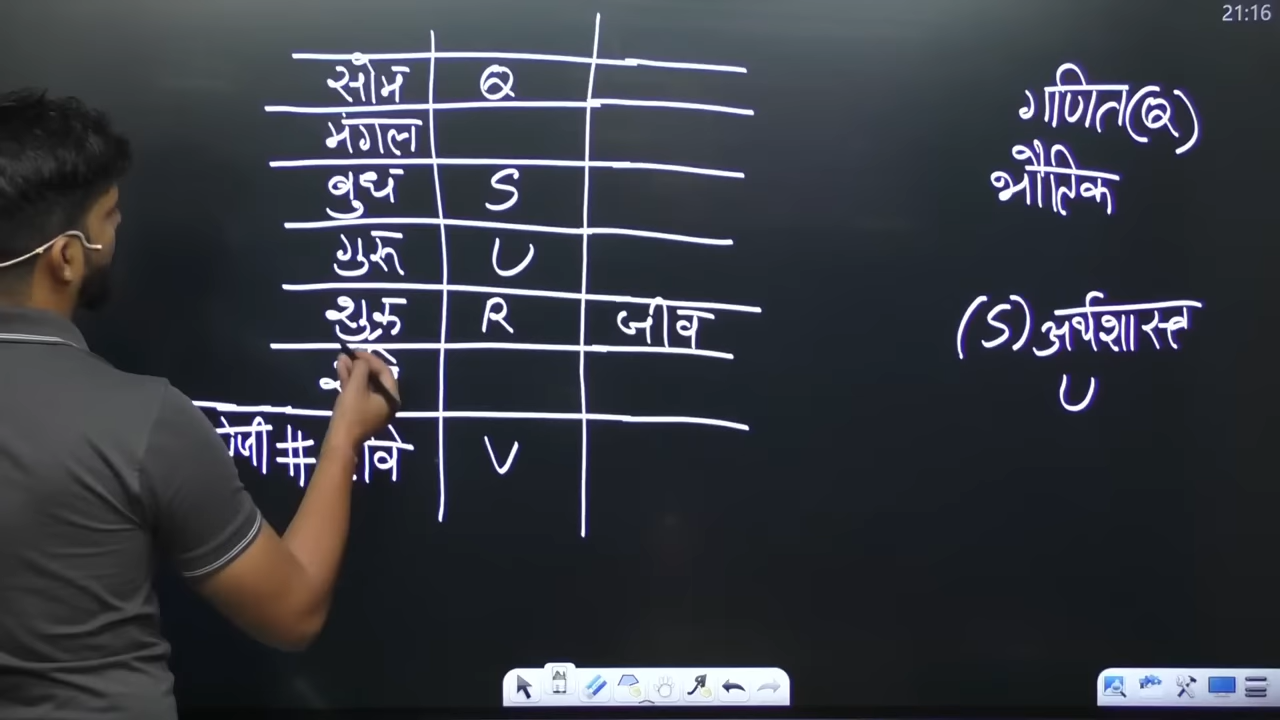 21:16
सोम Q
मंगल
बुध S
गुरू U
शुक्र R जीव
# V
गणित(Q)
भौतिक
(S) अर्थशास्त्र
U